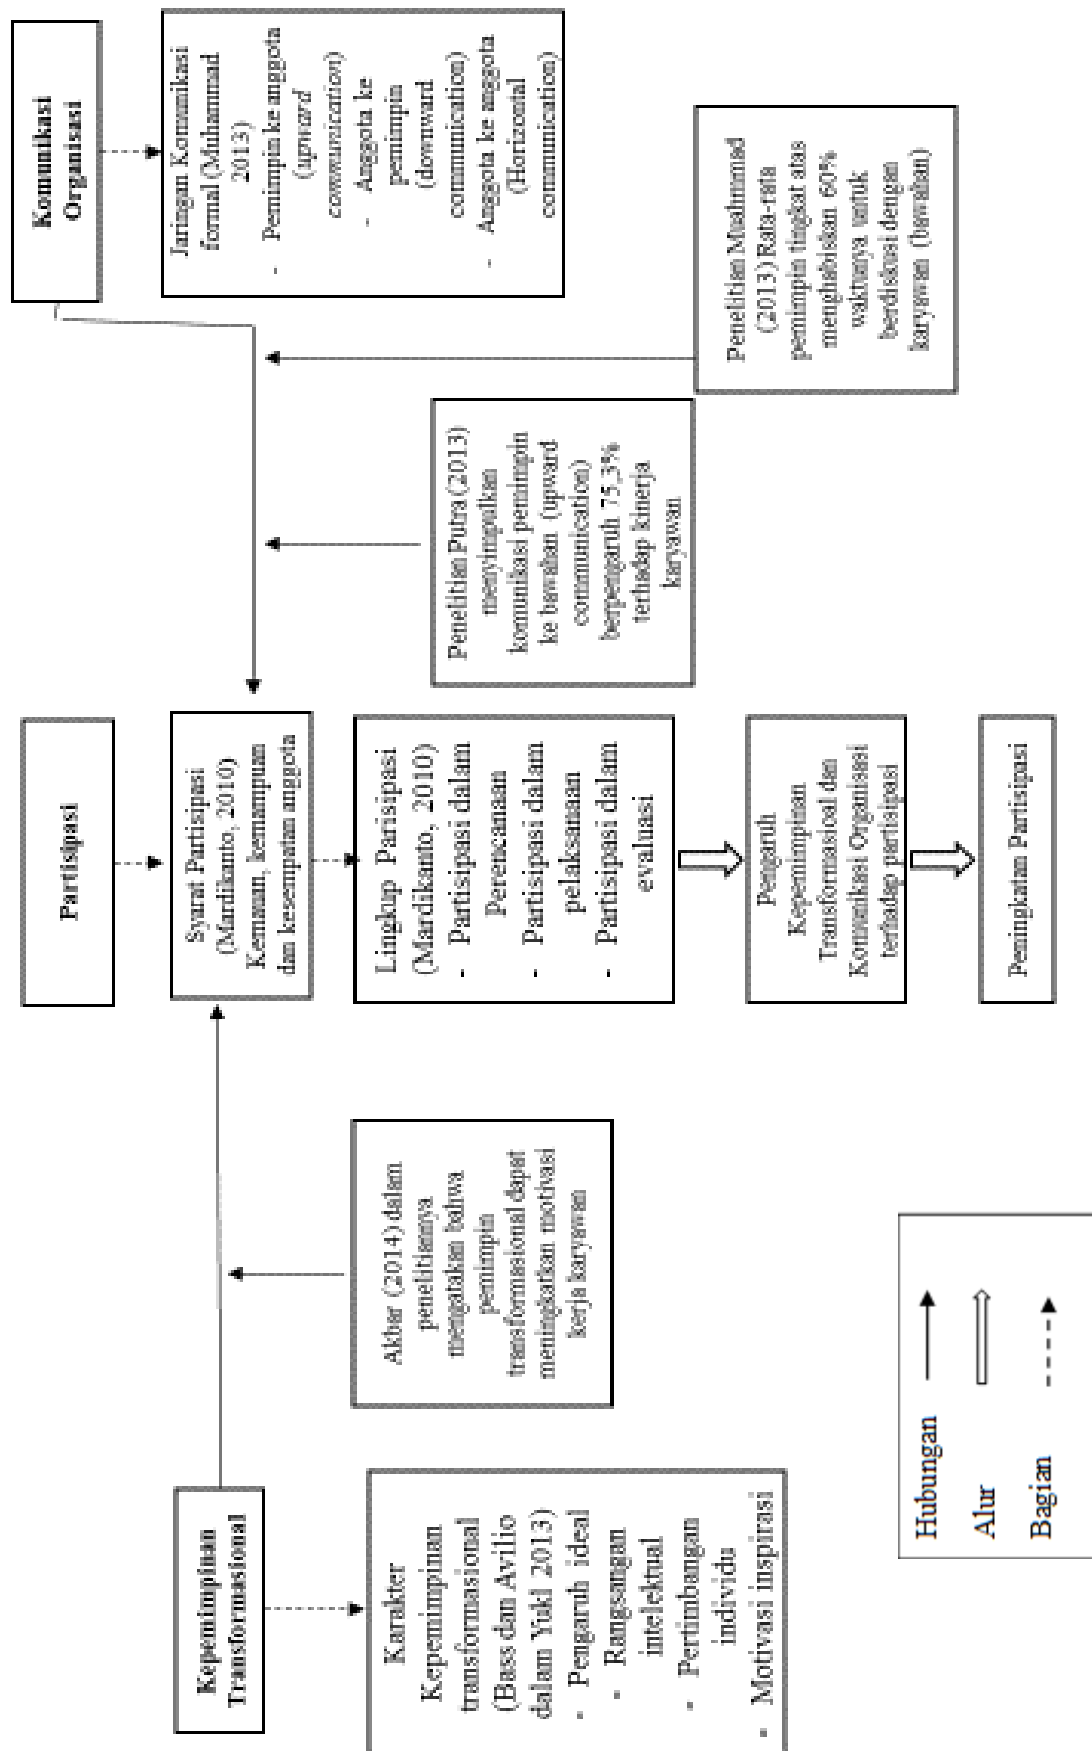 Kepemimpinan
Transformasional
Karakter
Kepemimpinan
transformasional
(Bass dan Avilio
dalam Yukl 2013)
- Pengaruh ideal
- Rangsangan
intelektual
- Pertimbangan
individu
- Motivasi inspirasi
Akbar (2014) dalam
penelitiannya
mengatakan bahwa
pemimpin
transformasional dapat
meningkatkan motivasi
kerja karyawan
Partisipasi
Syarat Partisipasi
(Mardikanto, 2010)
Kemauan, kemampuan
dan kesempatan anggota
Lingkup Parisipasi
(Mardikanto, 2010)
- Partisipasi dalam
Perencanaan
- Partisipasi dalam
pelaksanaan
- Partisipasi dalam
evaluasi
Pengaruh
Kepemimpinan
Transformasioal dan
Komunikasi Organisasi
terhadap partisipasi
Peningkatan Partisipasi
Penelitian Putra (2013)
menyimpulkan
komunikasi pemimpin
ke bawahan (upward
communication)
berpengaruh 75,3%
terhadap kinerja
karyawan
Komunikasi
Organisasi
Jaringan Komunikasi
formal (Muhammad
2013)
- Pemimpin ke anggota
(upward
communication)
- Anggota ke
pemimpin
(downward
communication)
- Anggota ke anggota
(Horizontal
communication)
Penelitian Muahmmad
(2013) Rata-rata
pemimpin tingkat atas
menghabiskan 60%
waktunya untuk
berdiskusi dengan
karyawan (bawahan)
Hubungan
Alur
Bagian